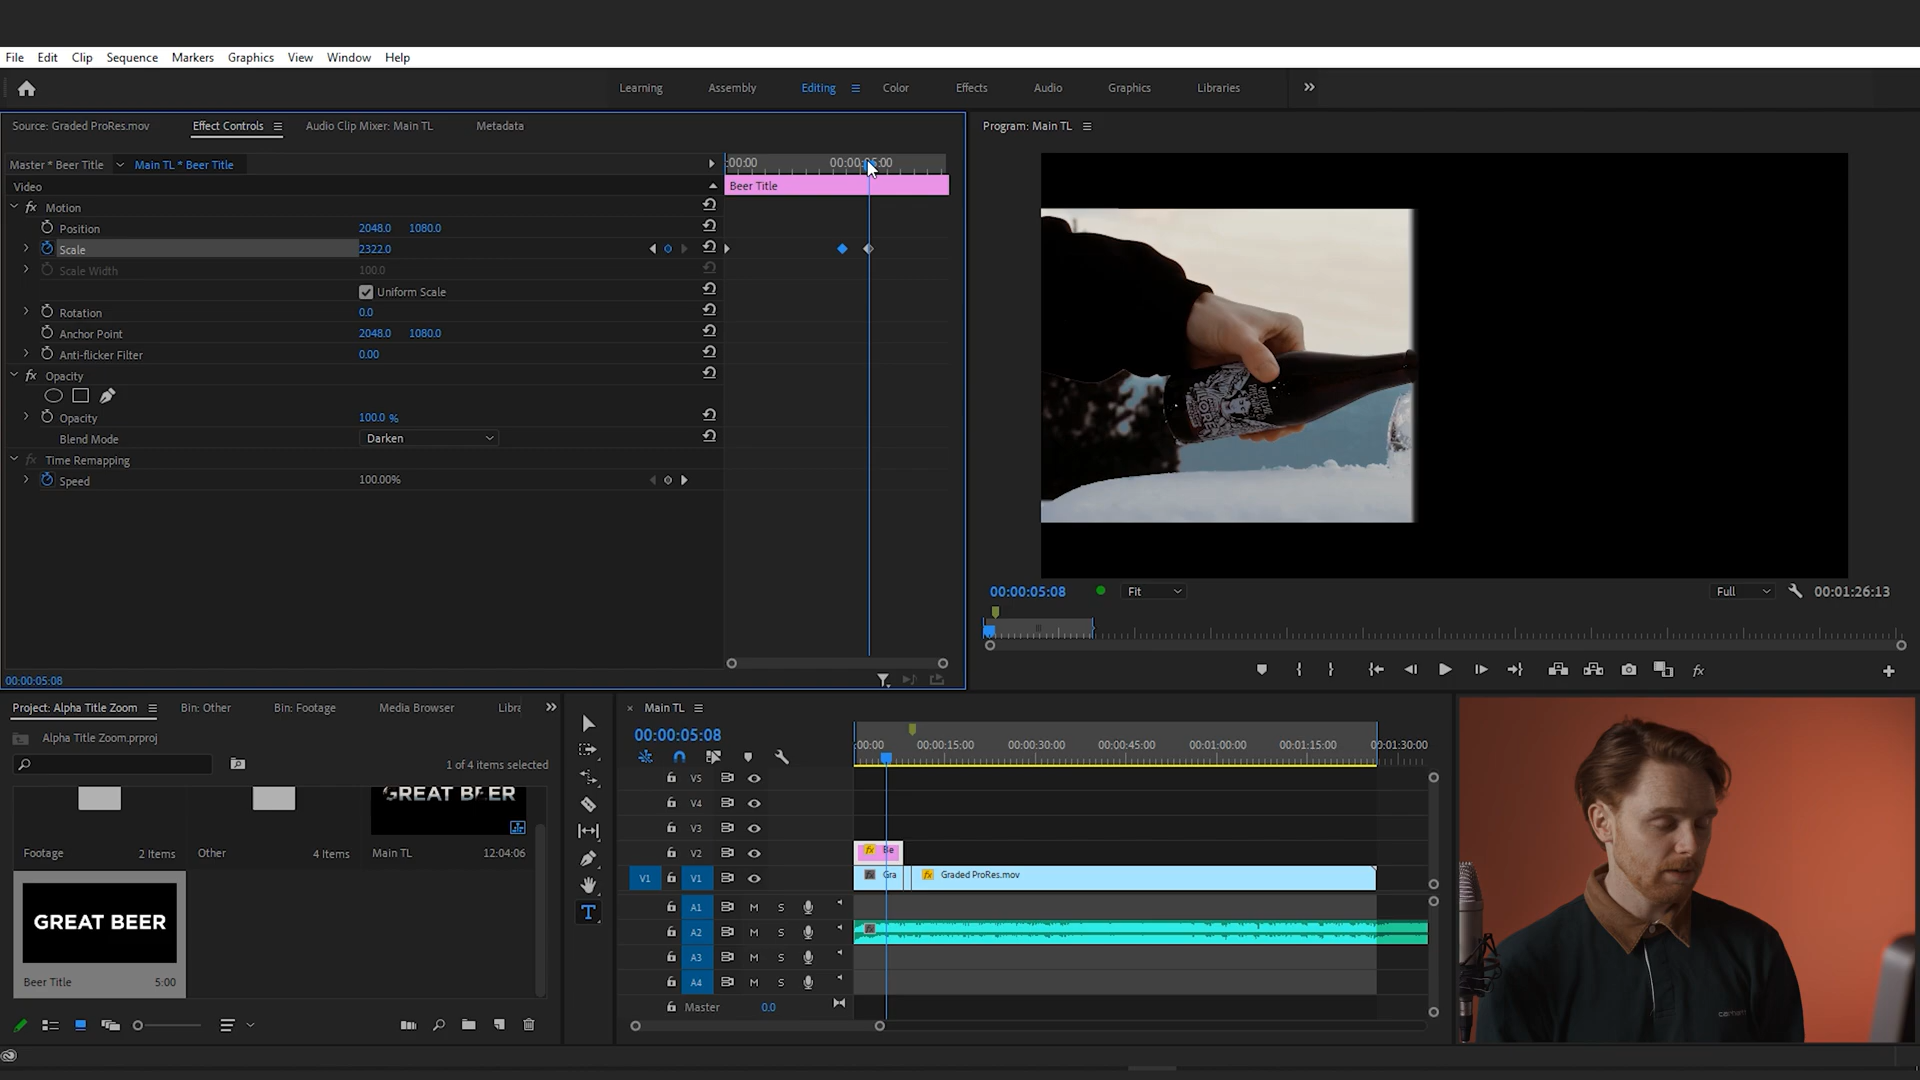 File Edit Clip Sequence Markers Graphics View Window Help
Learning Assembly Editing Color Effects Audio Graphics Libraries
Source: Graded ProRes.mov Effect Controls Audio Clip Mixer: Main TL Metadata
Program: Main TL
Master * Beer Title Main TL * Beer Title
:00:00 00:00:05:00
Video
Beer Title
fx Motion
Position 2048.0 1080.0
Scale 2322.0
Scale Width 100.0
Uniform Scale
Rotation 0.0
Anchor Point 2048.0 1080.0
Anti-flicker Filter 0.00
fx Opacity
Opacity 100.0 %
Blend Mode Darken
fx Time Remapping
Speed 100.00%
00:00:05:08 Fit Full 00:01:26:13
fx
00:00:05:08
Project: Alpha Title Zoom Bin: Other Bin: Footage Media Browser Libra
Alpha Title Zoom.prproj
1 of 4 items selected
GREAT BEER
Footage 2 Items Other 4 Items Main TL 12:04:06
GREAT BEER
Beer Title 5:00
× Main TL
00:00:05:08
:00:00 00:00:15:00 00:00:30:00 00:00:45:00 00:01:00:00 00:01:15:00 00:01:30:00
V5
V4
V3
V2 fx Be
V1 V1 fx Gra fx Graded ProRes.mov
A1 M S
A2 M S fx
A3 M S
A4 M S
Master 0.0
carhartt